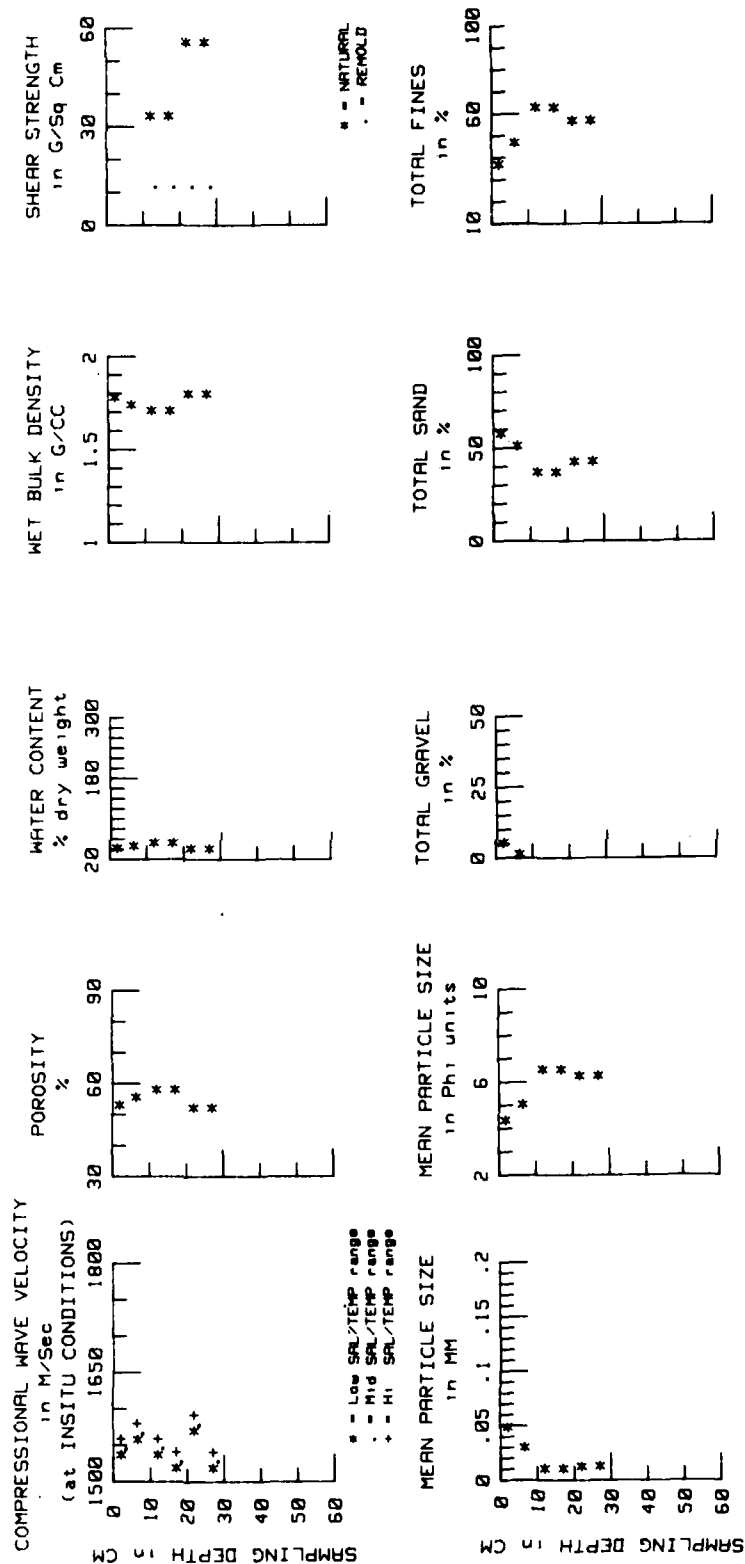 COMPRESSIONAL WAVE VELOCITY
in M/Sec
(at INSITU CONDITIONS)
1500 1650 1800
0
10
20
30
40
50
60
SAMPLING DEPTH in CM
* = Low SAL/TEMP range
. = Mid SAL/TEMP range
+ = Hi SAL/TEMP range
POROSITY
%
30 60 90
WATER CONTENT
% dry weight
20 180 300
WET BULK DENSITY
in G/CC
1 1.5 2
SHEAR STRENGTH
in G/Sq Cm
0 30 60
* = NATURAL
. = REMOLD
MEAN PARTICLE SIZE
in MM
0 .05 .1 .15 .2
0
10
20
30
40
50
60
SAMPLING DEPTH in CM
MEAN PARTICLE SIZE
in Phi units
2 6 10
TOTAL GRAVEL
in %
0 25 50
TOTAL SAND
in %
0 50 100
TOTAL FINES
in %
10 60 100